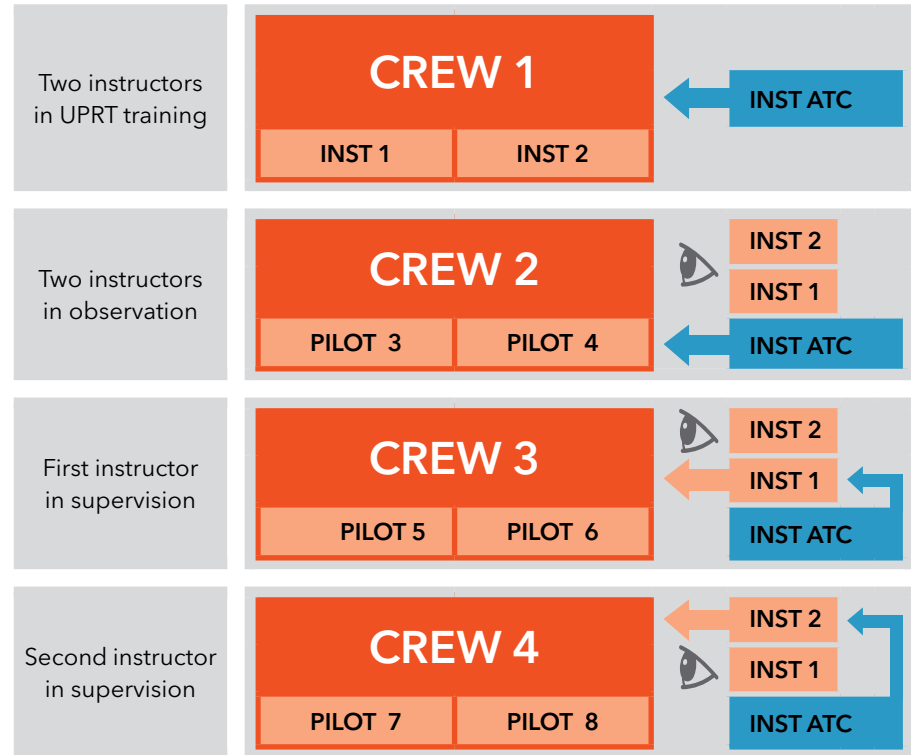 Two instructors
in UPRT training
CREW 1
INST 1
INST 2
INST ATC
Two instructors
in observation
CREW 2
PILOT 3
PILOT 4
INST 2
INST 1
INST ATC
First instructor
in supervision
CREW 3
PILOT 5
PILOT 6
INST 2
INST 1
INST ATC
Second instructor
in supervision
CREW 4
PILOT 7
PILOT 8
INST 2
INST 1
INST ATC